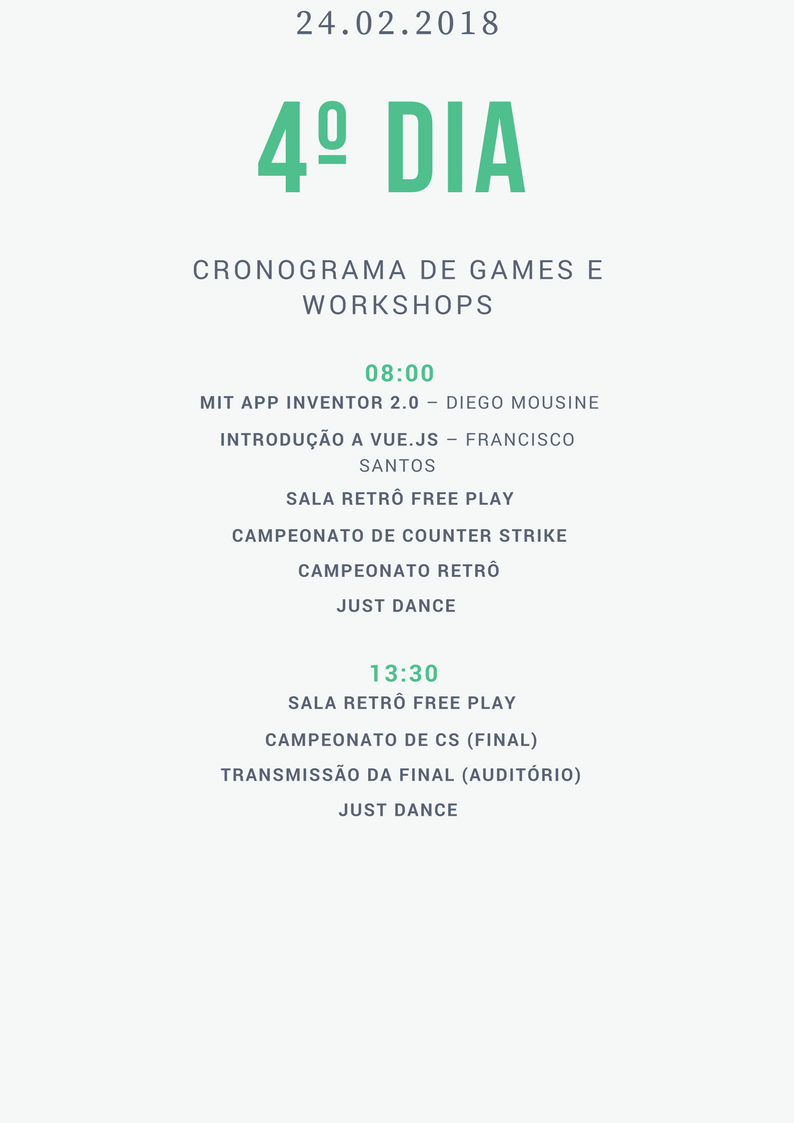 24.02.2018
4º DIA
CRONOGRAMA DE GAMES E
WORKSHOPS
08:00
MIT APP INVENTOR 2.0 – DIEGO MOUSINE
INTRODUÇÃO A VUE.JS – FRANCISCO
SANTOS
SALA RETRÔ FREE PLAY
CAMPEONATO DE COUNTER STRIKE
CAMPEONATO RETRÔ
JUST DANCE
13:30
SALA RETRÔ FREE PLAY
CAMPEONATO DE CS (FINAL)
TRANSMISSÃO DA FINAL (AUDITÓRIO)
JUST DANCE